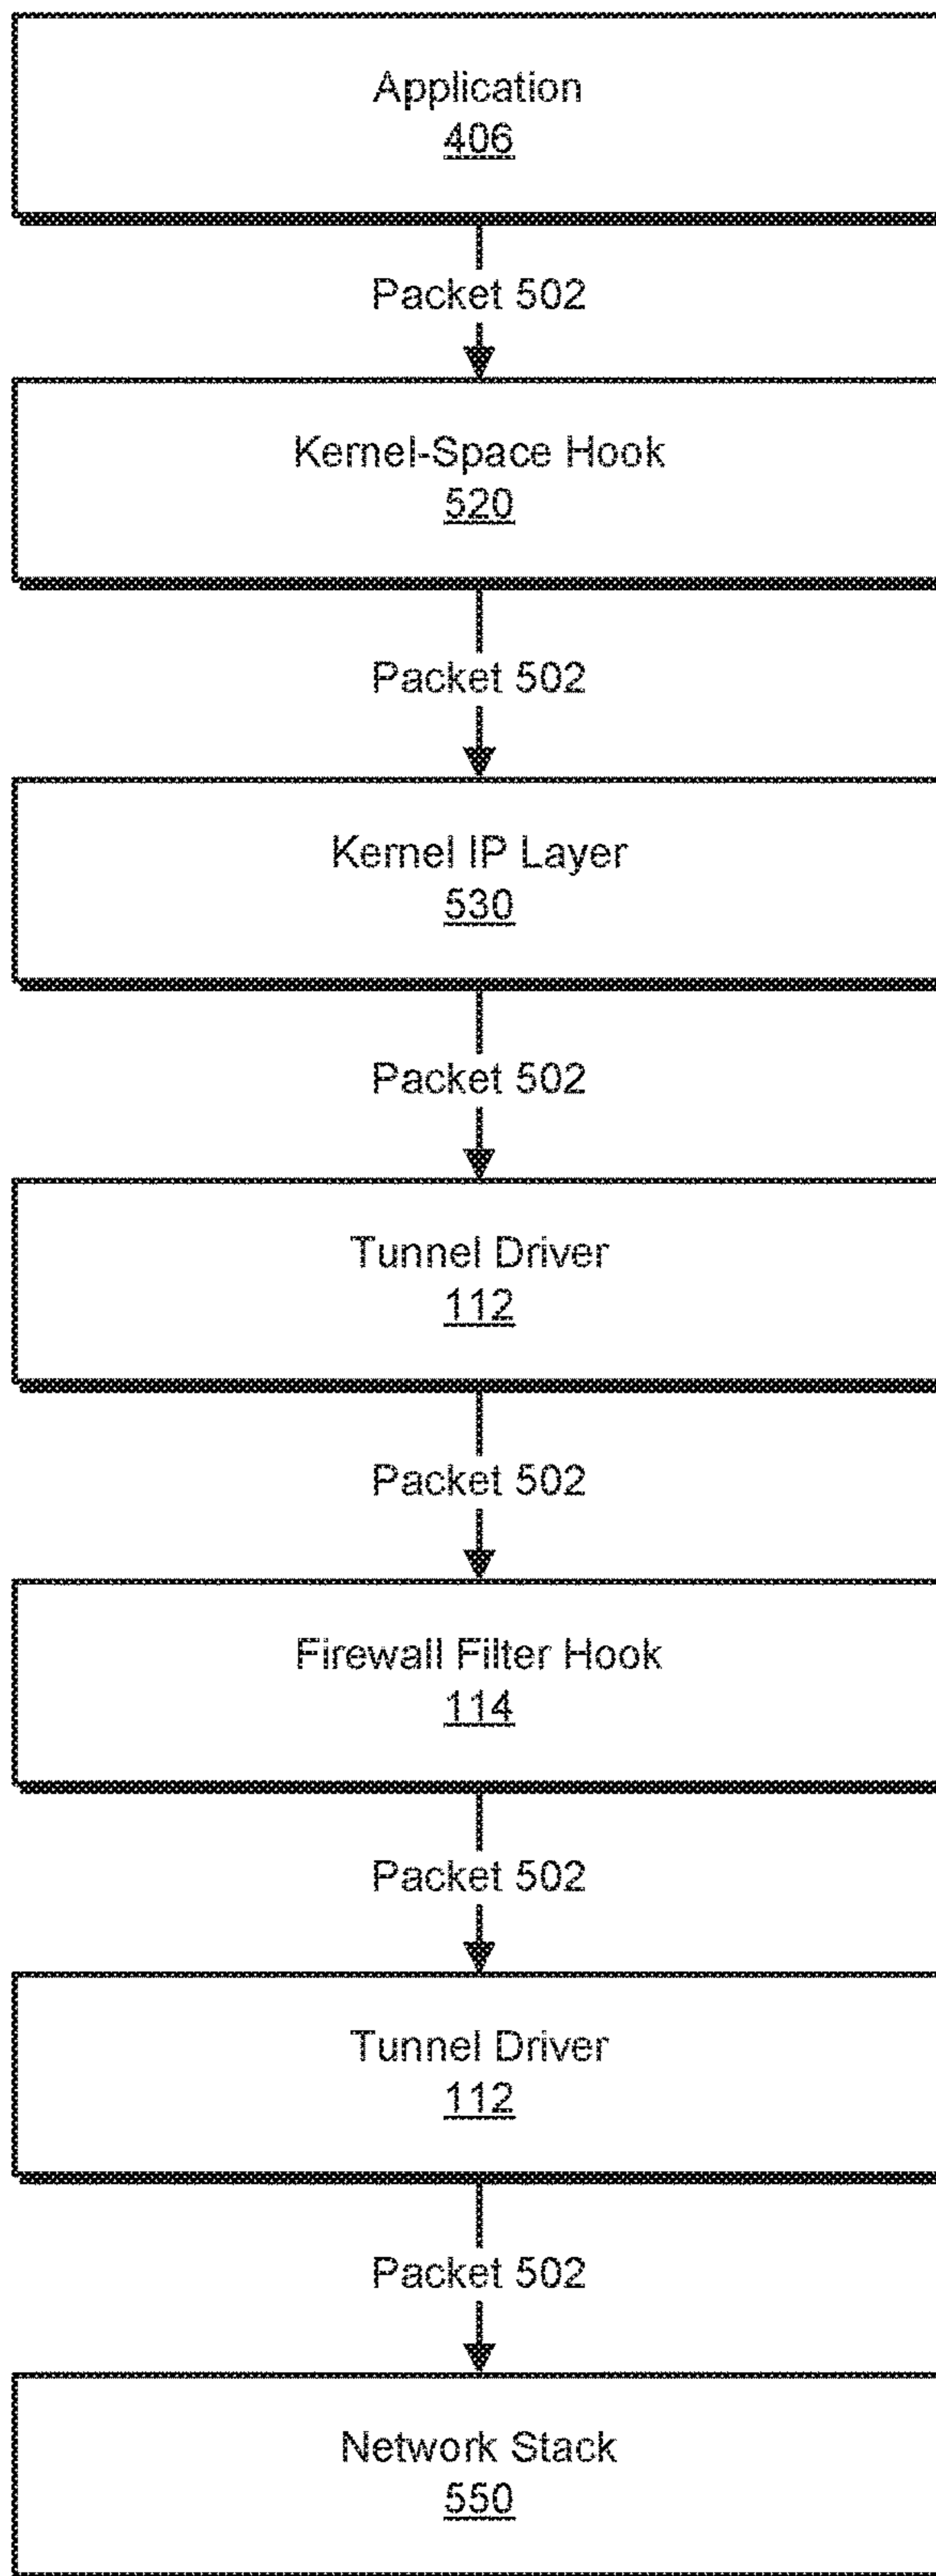 Application
406
Packet 502
Kernel-Space Hook
520
Packet 502
Kernel IP Layer
530
Packet 502
Tunnel Driver
112
Packet 502
Firewall Filter Hook
114
Packet 502
Tunnel Driver
112
Packet 502
Network Stack
550